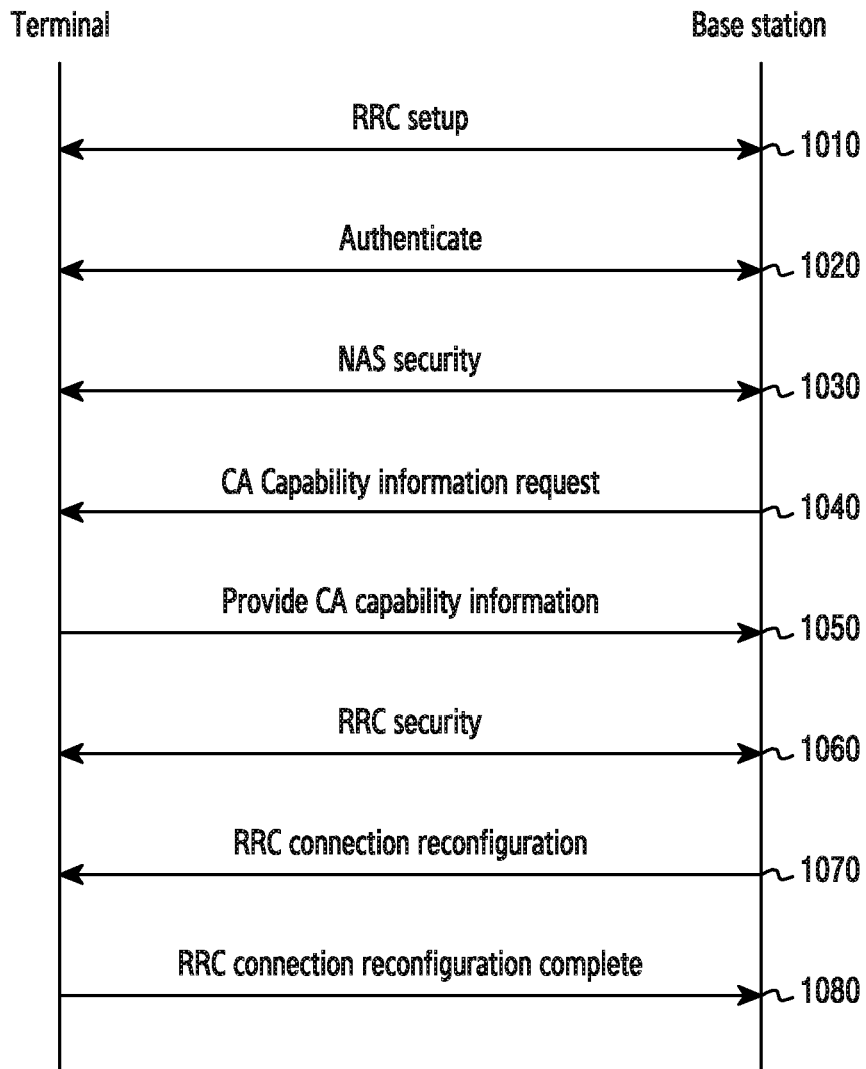 Terminal Base station
RRC setup
1010
Authenticate
1020
NAS security
1030
CA Capability information request
1040
Provide CA capability information
1050
RRC security
1060
RRC connection reconfiguration
1070
RRC connection reconfiguration complete
1080